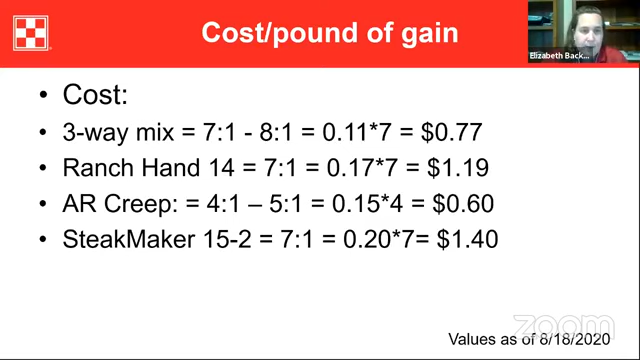 Cost/pound of gain
Elizabeth Back...
• Cost:
• 3-way mix = 7:1 - 8:1 = 0.11*7 = $0.77
• Ranch Hand 14 = 7:1 = 0.17*7 = $1.19
• AR Creep: = 4:1 – 5:1 = 0.15*4 = $0.60
• SteakMaker 15-2 = 7:1 = 0.20*7= $1.40
zoom
Values as of 8/18/2020